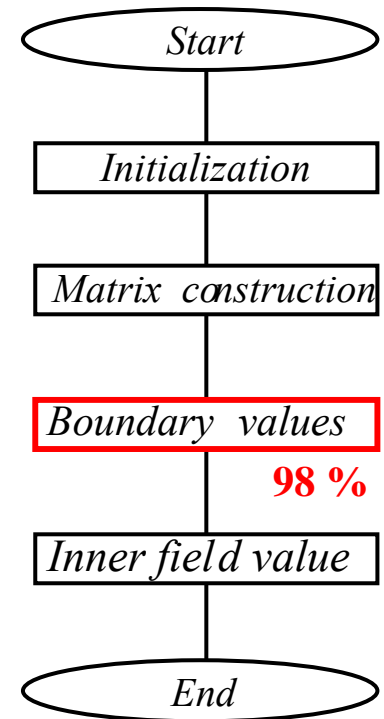 Start
Initialization
Matrix construction
Boundary values
98 %
Inner field value
End